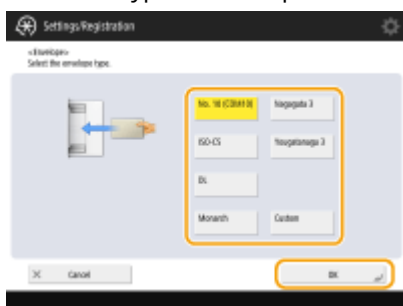 Settings/Registration
<Envelope>
Select the envelope type.
No. 10 (COM10)
Nagagata 3
ISO-C5
Yougatanaga 3
DL
Monarch
Custom
Cancel
OK